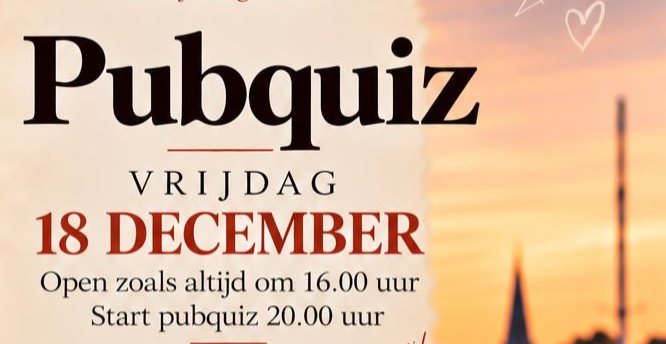 Pubquiz
VRIJDAG
18 DECEMBER
Open zoals altijd om 16.00 uur
Start pubquiz 20.00 uur